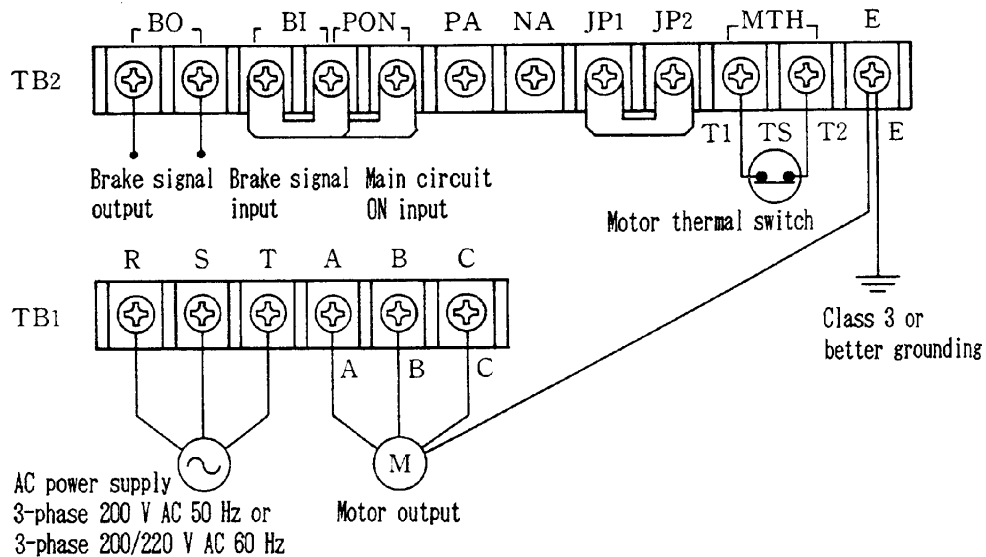 BO BI PON PA NA JP1 JP2 MTH E
TB2
T1 TS T2 E
Brake signal output
Brake signal input
Main circuit ON input
Motor thermal switch
R S T A B C
TB1
A B C
Class 3 or
better grounding
M
AC power supply
3-phase 200 V AC 50 Hz or
3-phase 200/220 V AC 60 Hz
Motor output